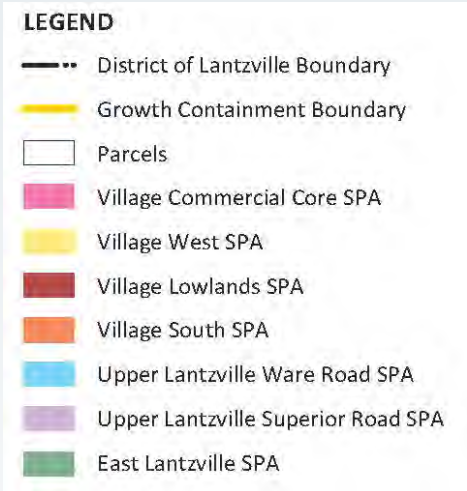 LEGEND
District of Lantzville Boundary
Growth Containment Boundary
Parcels
Village Commercial Core SPA
Village West SPA
Village Lowlands SPA
Village South SPA
Upper Lantzville Ware Road SPA
Upper Lantzville Superior Road SPA
East Lantzville SPA